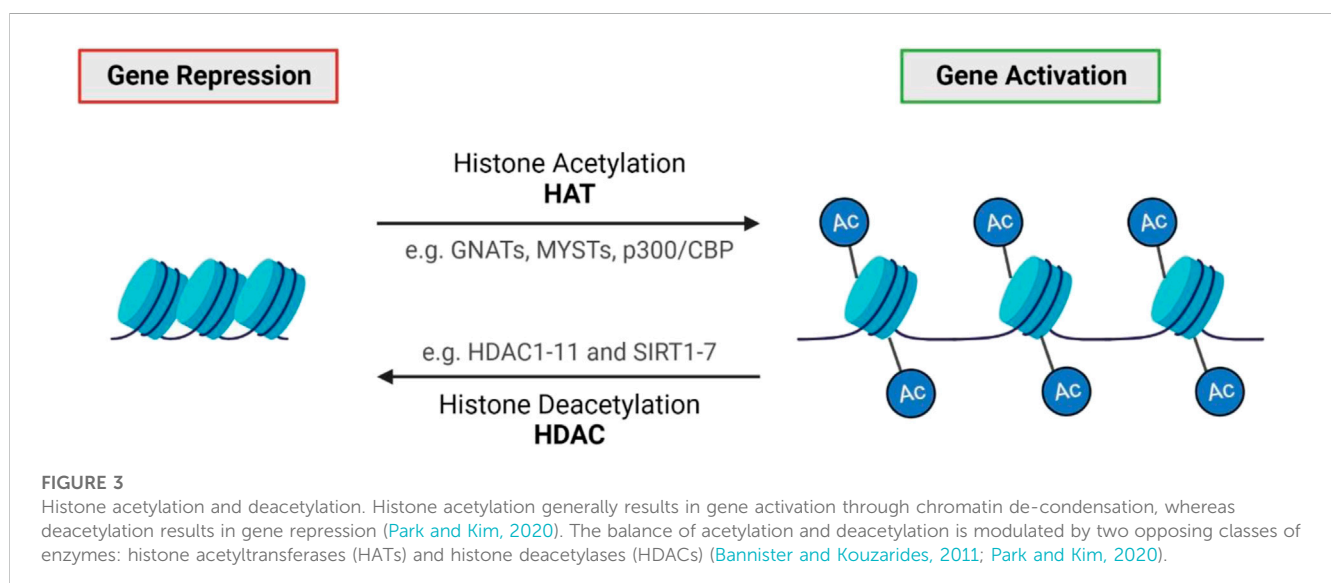 Gene Repression
Gene Activation
Histone Acetylation
HAT
e.g. GNATs, MYSTs, p300/CBP
Ac
Ac
Ac
e.g. HDAC1-11 and SIRT1-7
Histone Deacetylation
HDAC
Ac
Ac
Ac
FIGURE 3
Histone acetylation and deacetylation. Histone acetylation generally results in gene activation through chromatin de-condensation, whereas
deacetylation results in gene repression (Park and Kim, 2020). The balance of acetylation and deacetylation is modulated by two opposing classes of
enzymes: histone acetyltransferases (HATs) and histone deacetylases (HDACs) (Bannister and Kouzarides, 2011; Park and Kim, 2020).